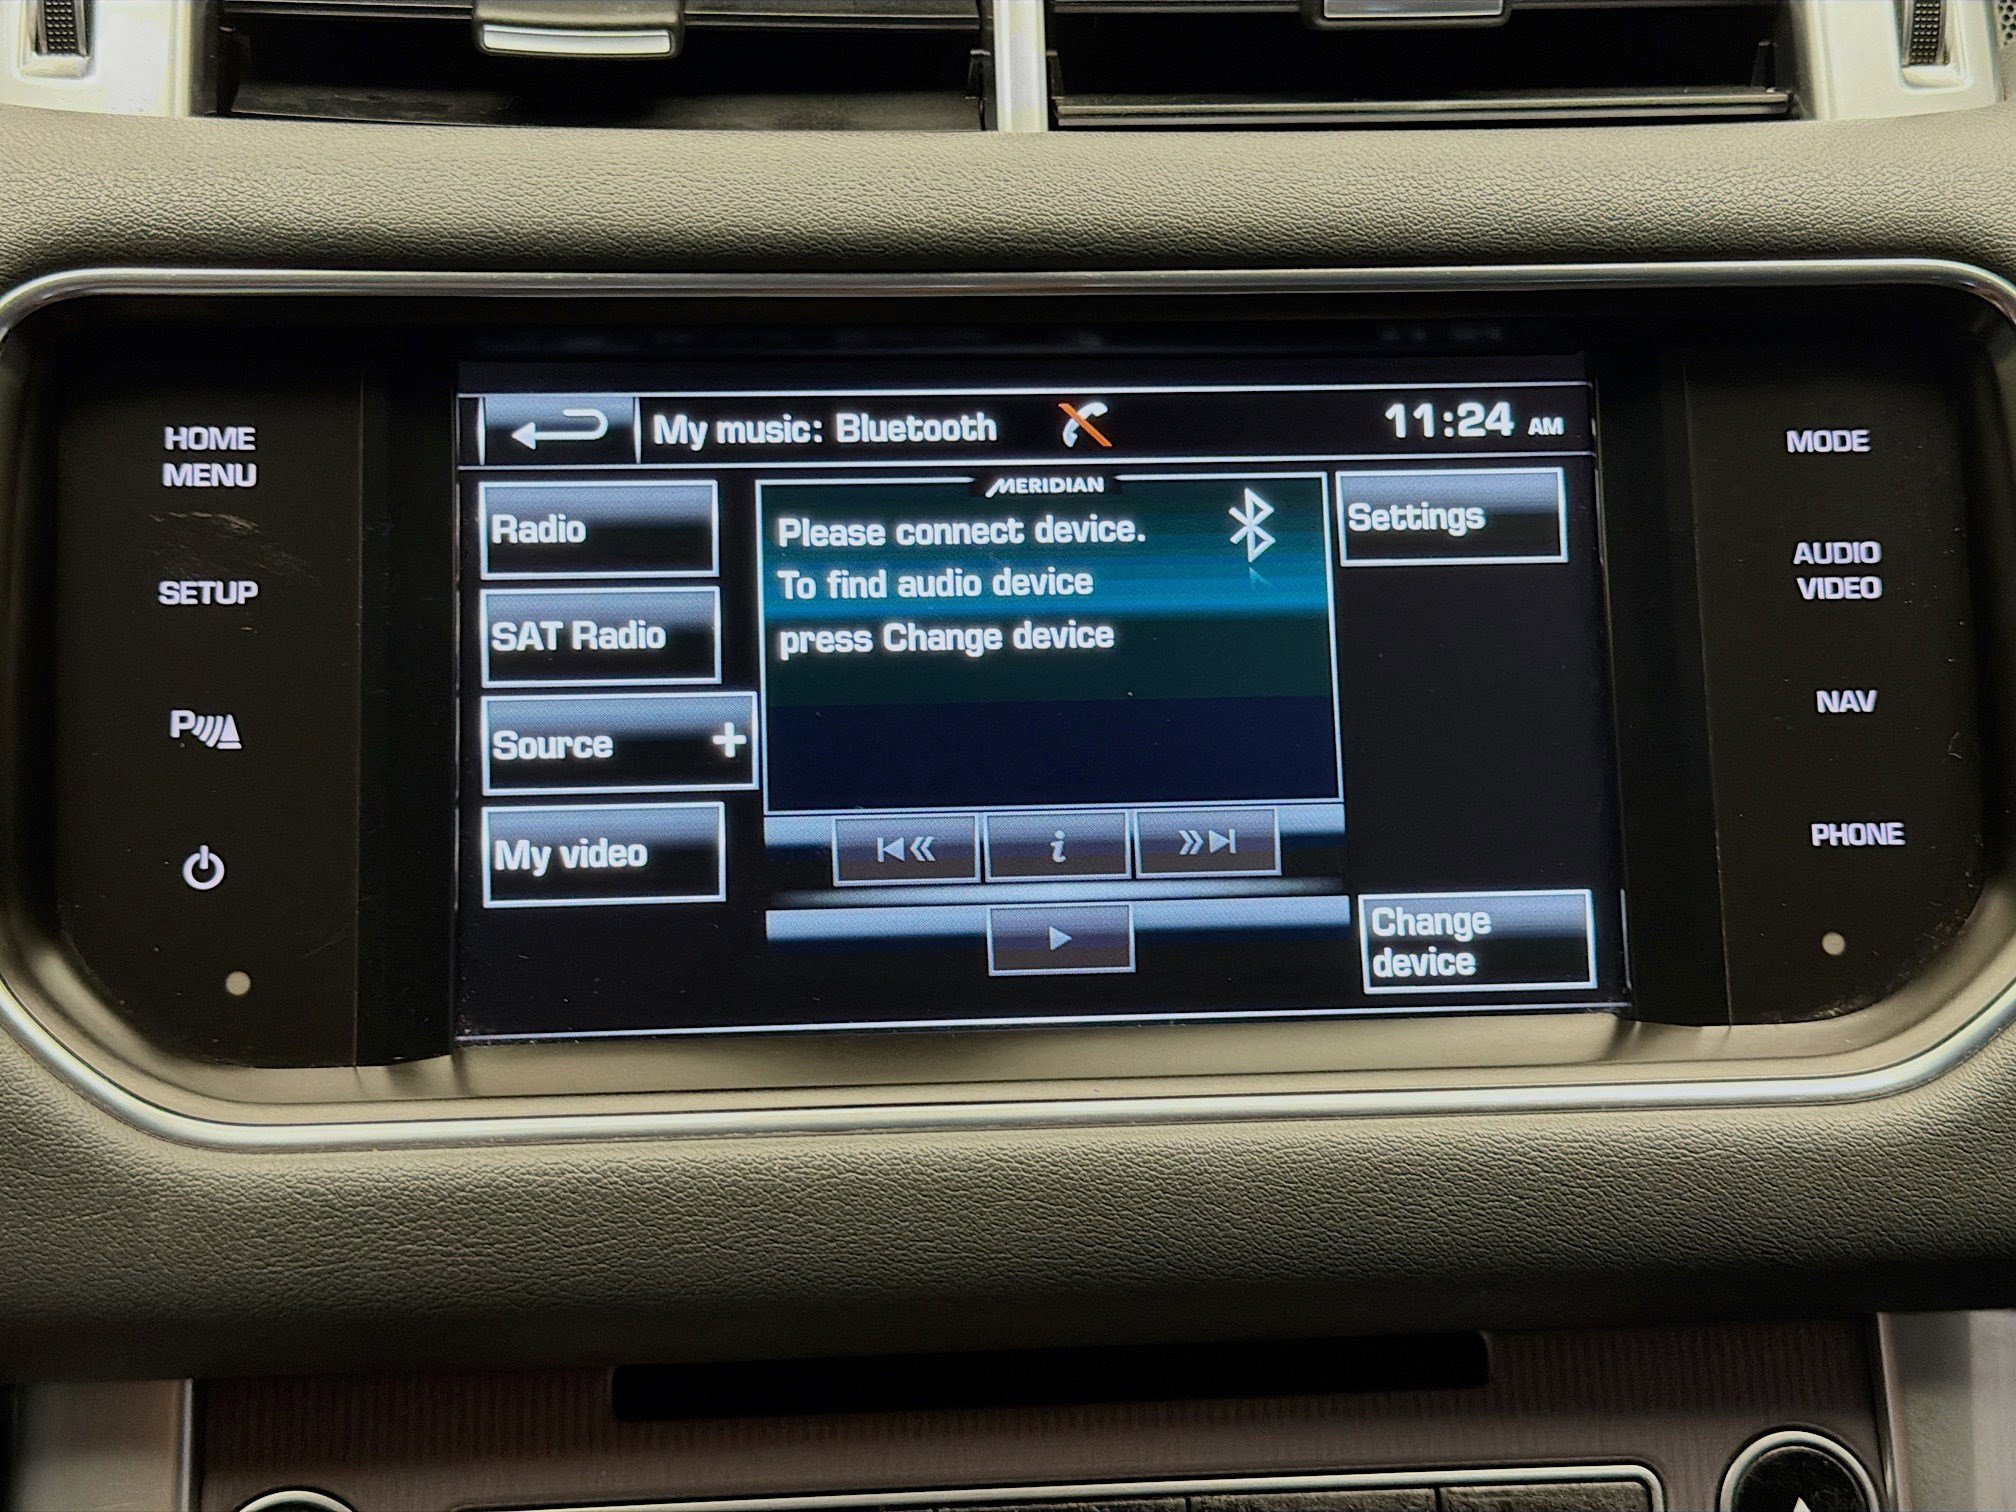 My music: Bluetooth
11:24 AM
HOME
MENU
SETUP
P
Radio
SAT Radio
Source +
My video
MERIDIAN
Please connect device.
To find audio device
press Change device
i
Settings
Change
device
MODE
AUDIO
VIDEO
NAV
PHONE